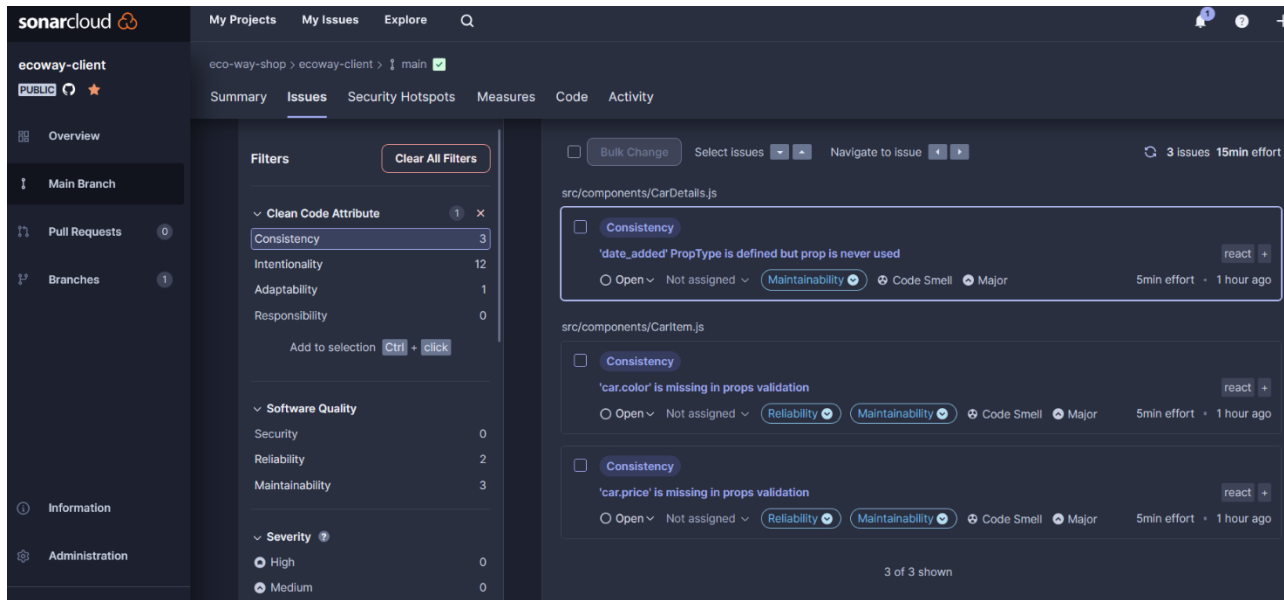 sonarcloud
My Projects My Issues Explore
1
ecoway-client
PUBLIC
Overview
Main Branch
Pull Requests 0
Branches 1
Information
Administration
eco-way-shop > ecoway-client > main
Summary Issues Security Hotspots Measures Code Activity
Filters Clear All Filters
Clean Code Attribute 1
Consistency 3
Intentionality 12
Adaptability 1
Responsibility 0
Add to selection Ctrl + click
Software Quality
Security 0
Reliability 2
Maintainability 3
Severity ?
High 0
Medium 0
Bulk Change Select issues Navigate to issue 3 issues 15min effort
src/components/CarDetails.js
Consistency
'date_added' PropType is defined but prop is never used
react +
Open Not assigned Maintainability Code Smell Major 5min effort • 1 hour ago
src/components/CarItem.js
Consistency
'car.color' is missing in props validation
react +
Open Not assigned Reliability Maintainability Code Smell Major 5min effort • 1 hour ago
Consistency
'car.price' is missing in props validation
react +
Open Not assigned Reliability Maintainability Code Smell Major 5min effort • 1 hour ago
3 of 3 shown